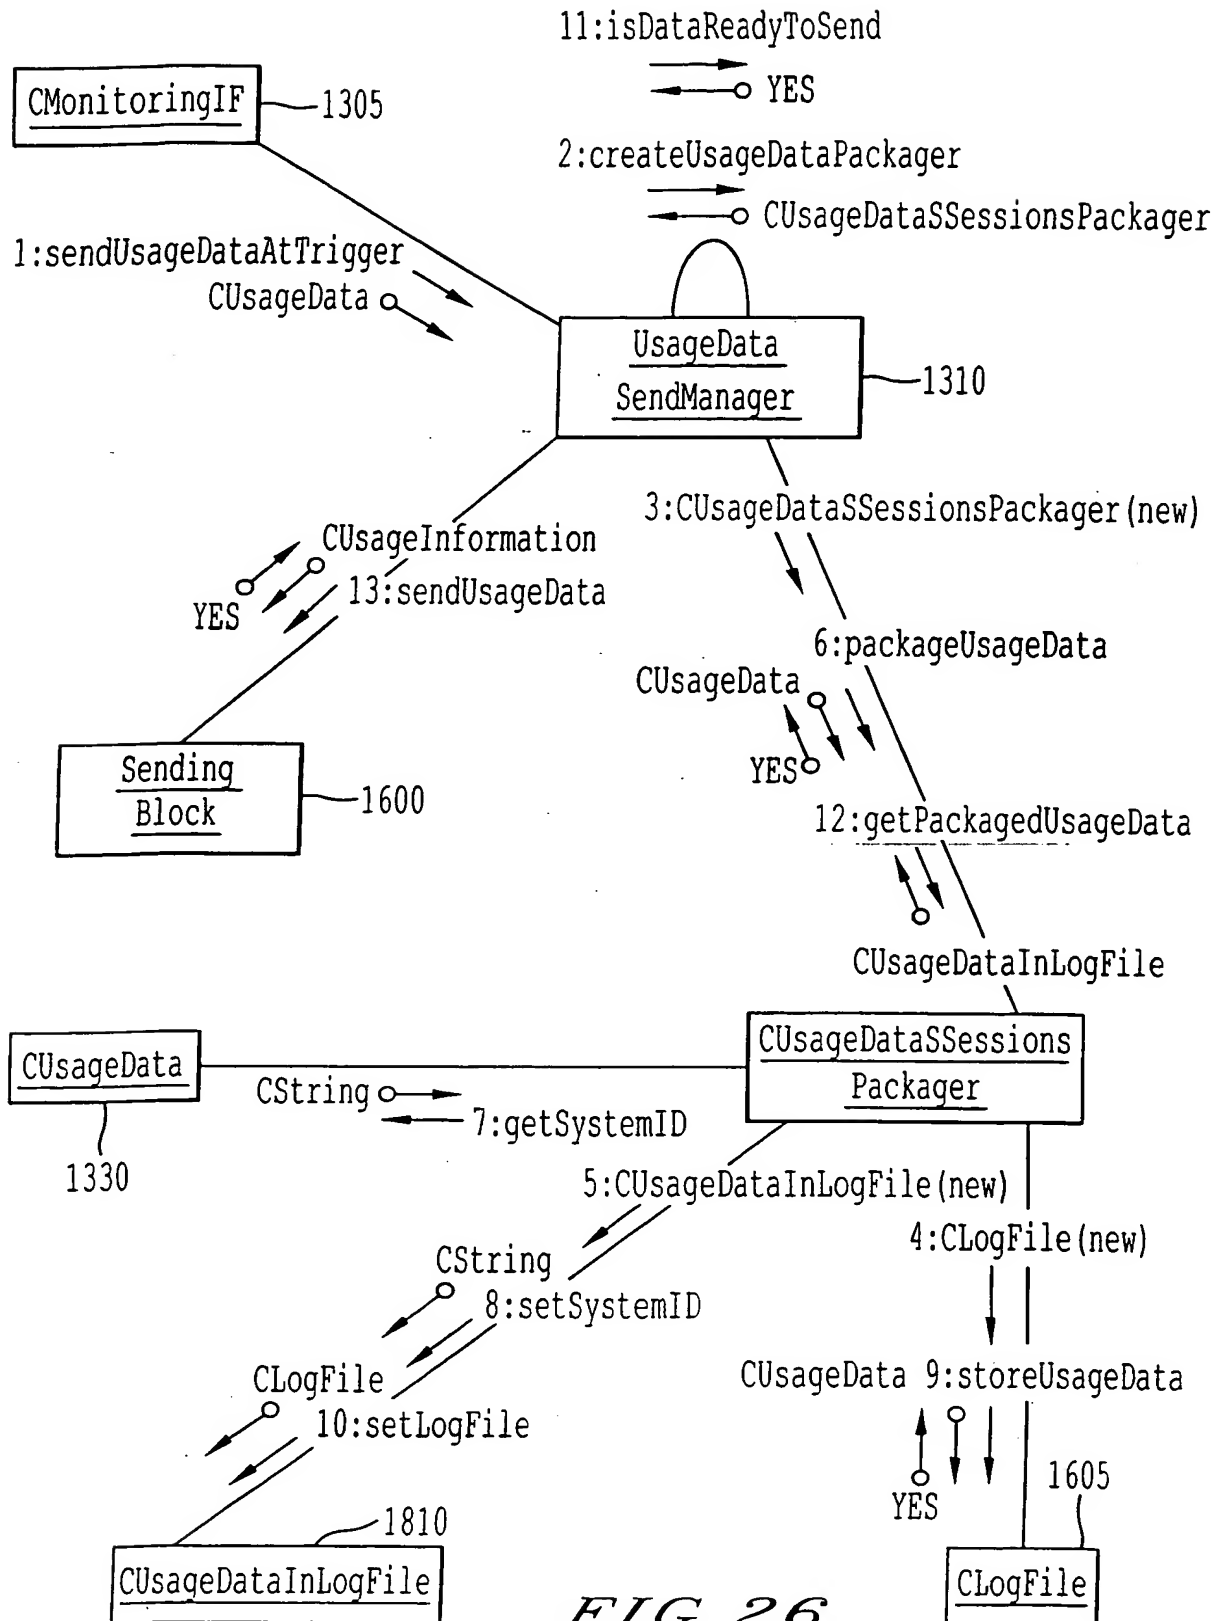 11:isDataReadyToSend
YES
CMonitoringIF
1305
2:createUsageDataPackager
CUsageDataSSessionsPackager
1:sendUsageDataAtTrigger
CUsageData
UsageData
SendManager
1310
3:CUsageDataSSessionsPackager(new)
CUsageInformation
YES
13:sendUsageData
6:packageUsageData
CUsageData
YES
Sending
Block
1600
12:getPackagedUsageData
CUsageDataInLogFile
CUsageData
1330
CString
7:getSystemID
CUsageDataSSessions
Packager
5:CUsageDataInLogFile(new)
4:CLogFile(new)
CString
8:setSystemID
CLogFile
10:setLogFile
CUsageData 9:storeUsageData
YES
1605
1810
CUsageDataInLogFile
CLogFile
FIG. 26